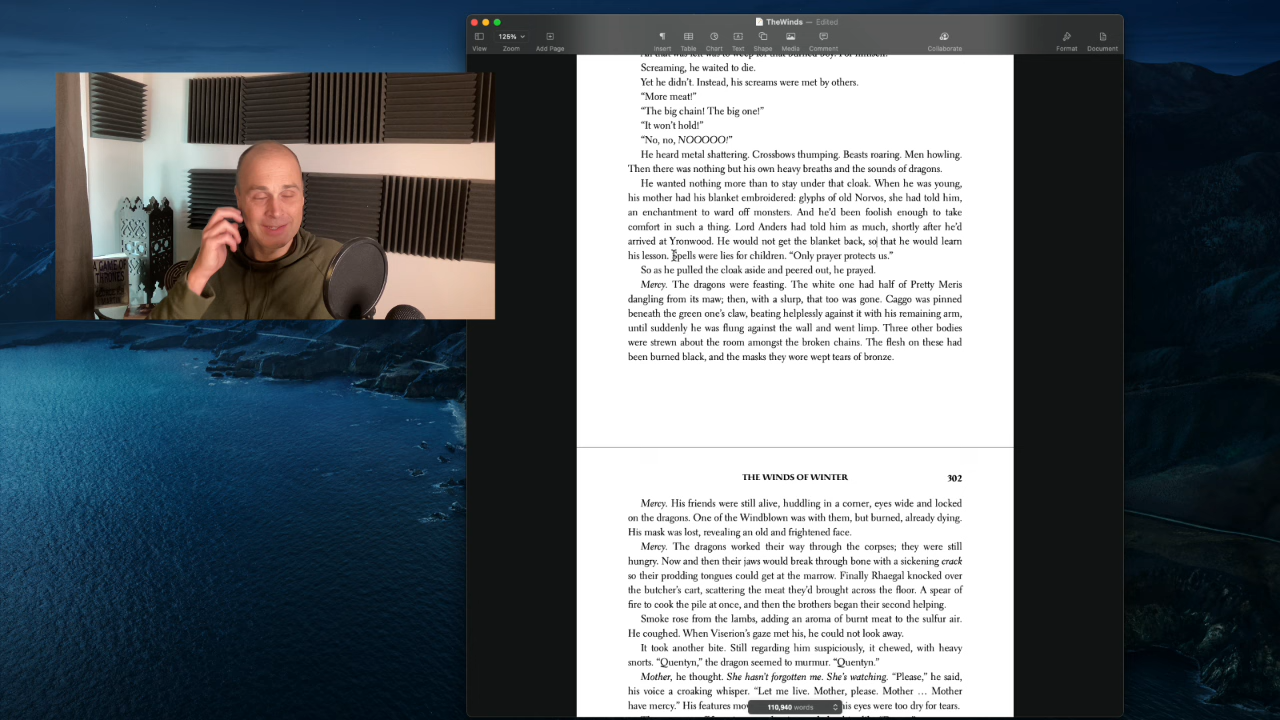 TheWinds — Edited
125%
View
Zoom
Add Page
Insert
Table
Chart
Text
Shape
Media
Comment
Collaborate
Format
Document
Screaming, he waited to die.
Yet he didn’t. Instead, his screams were met by others.
“More meat!”
“The big chain! The big one!”
“It won’t hold!”
“No, no, NOOOOO!”
He heard metal shattering. Crossbows thumping. Beasts roaring. Men howling.
Then there was nothing but his own heavy breaths and the sounds of dragons.
He wanted nothing more than to stay under that cloak. When he was young,
his mother had his blanket embroidered: glyphs of old Norvos, she had told him,
an enchantment to ward off monsters. And he’d been foolish enough to take
comfort in such a thing. Lord Anders had told him as much, shortly after he’d
arrived at Yronwood. He would not get the blanket back, so that he would learn
his lesson. Spells were lies for children. “Only prayer protects us.”
So as he pulled the cloak aside and peered out, he prayed.
Mercy. The dragons were feasting. The white one had half of Pretty Meris
dangling from its maw; then, with a slurp, that too was gone. Caggo was pinned
beneath the green one’s claw, beating helplessly against it with his remaining arm,
until suddenly he was flung against the wall and went limp. Three other bodies
were strewn about the room amongst the broken chains. The flesh on these had
been burned black, and the masks they wore wept tears of bronze.
THE WINDS OF WINTER
302
Mercy. His friends were still alive, huddling in a corner, eyes wide and locked
on the dragons. One of the Windblown was with them, but burned, already dying.
His mask was lost, revealing an old and frightened face.
Mercy. The dragons worked their way through the corpses; they were still
hungry. Now and then their jaws would break through bone with a sickening crack
so their prodding tongues could get at the marrow. Finally Rhaegal knocked over
the butcher’s cart, scattering the meat they’d brought across the floor. A spear of
fire to cook the pile at once, and then the brothers began their second helping.
Smoke rose from the lambs, adding an aroma of burnt meat to the sulfur air.
He coughed. When Viserion’s gaze met his, he could not look away.
It took another bite. Still regarding him suspiciously, it chewed, with heavy
snorts. “Quentyn,” the dragon seemed to murmur. “Quentyn.”
Mother, he thought. She hasn’t forgotten me. She’s watching. “Please,” he said,
his voice a croaking whisper. “Let me live. Mother, please. Mother … Mother
have mercy.” His features his eyes were too dry for tears.
110,940 words
GAME OF
THRONES